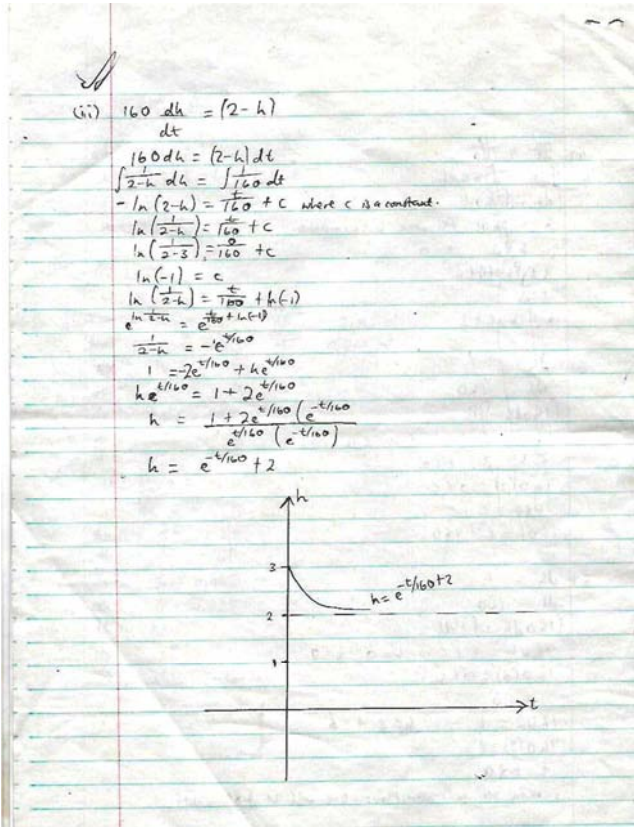 (iii) 160 dh/dt = (2-h)
160dh = (2-h)dt
∫ 1/(2-h) dh = ∫ 1/160 dt
- ln(2-h) = t/160 + c where c is a constant.
ln(1/(2-h)) = t/160 + c
ln(1/(2-3)) = 0/160 + c
ln(-1) = c
ln(1/(2-h)) = t/160 + ln(-1)
e^(ln 1/(2-h)) = e^(t/160 + ln(-1))
1/(2-h) = -e^(t/160)
1 = -2e^(t/160) + he^(t/160)
he^(t/160) = 1 + 2e^(t/160)
h = 1 + 2e^(t/160) (e^(-t/160) / e^(t/160) (e^(-t/160))
h = e^(-t/160) + 2
h
3
h = e^(-t/160) + 2
2
1
t